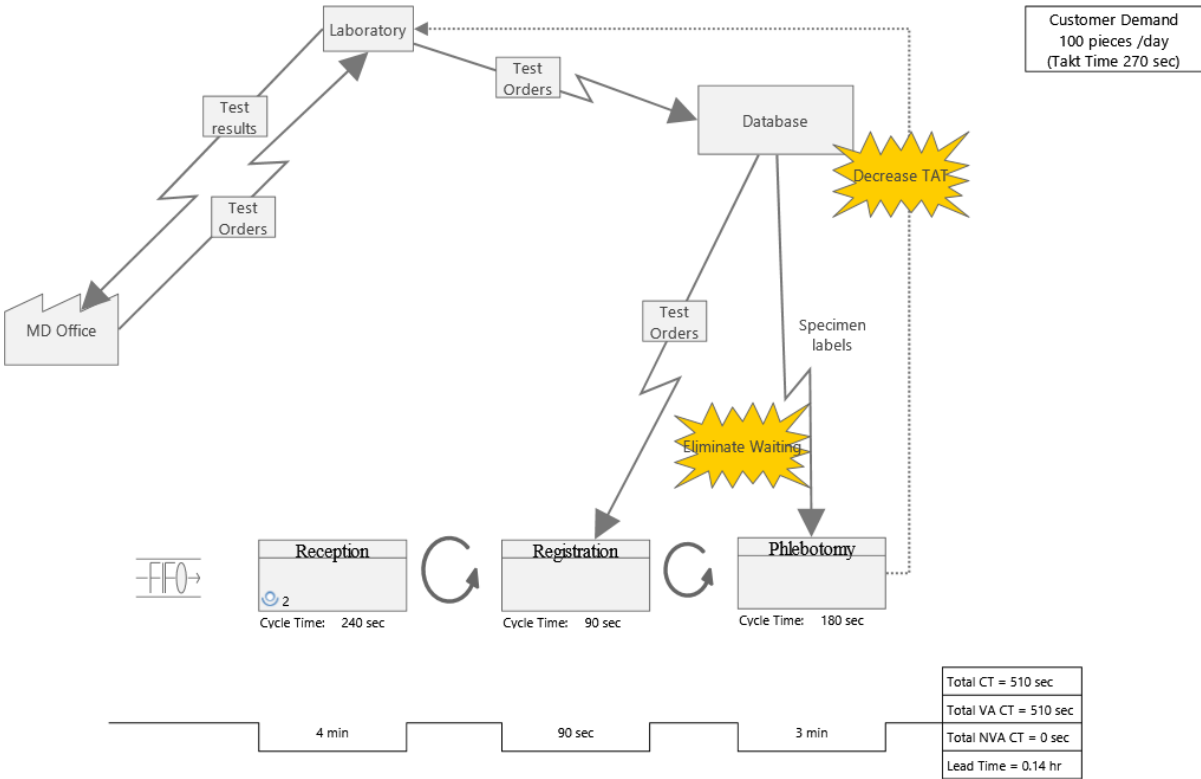 Laboratory
Customer Demand
100 pieces /day
(Takt Time 270 sec)
Test
Orders
Test
results
Database
Decrease TAT
Test
Orders
MD Office
Test
Orders
Specimen
labels
Eliminate Waiting
FIFO
Reception
2
Cycle Time: 240 sec
Registration
Cycle Time: 90 sec
Phlebotomy
Cycle Time: 180 sec
4 min
90 sec
3 min
Total CT = 510 sec
Total VA CT = 510 sec
Total NVA CT = 0 sec
Lead Time = 0.14 hr